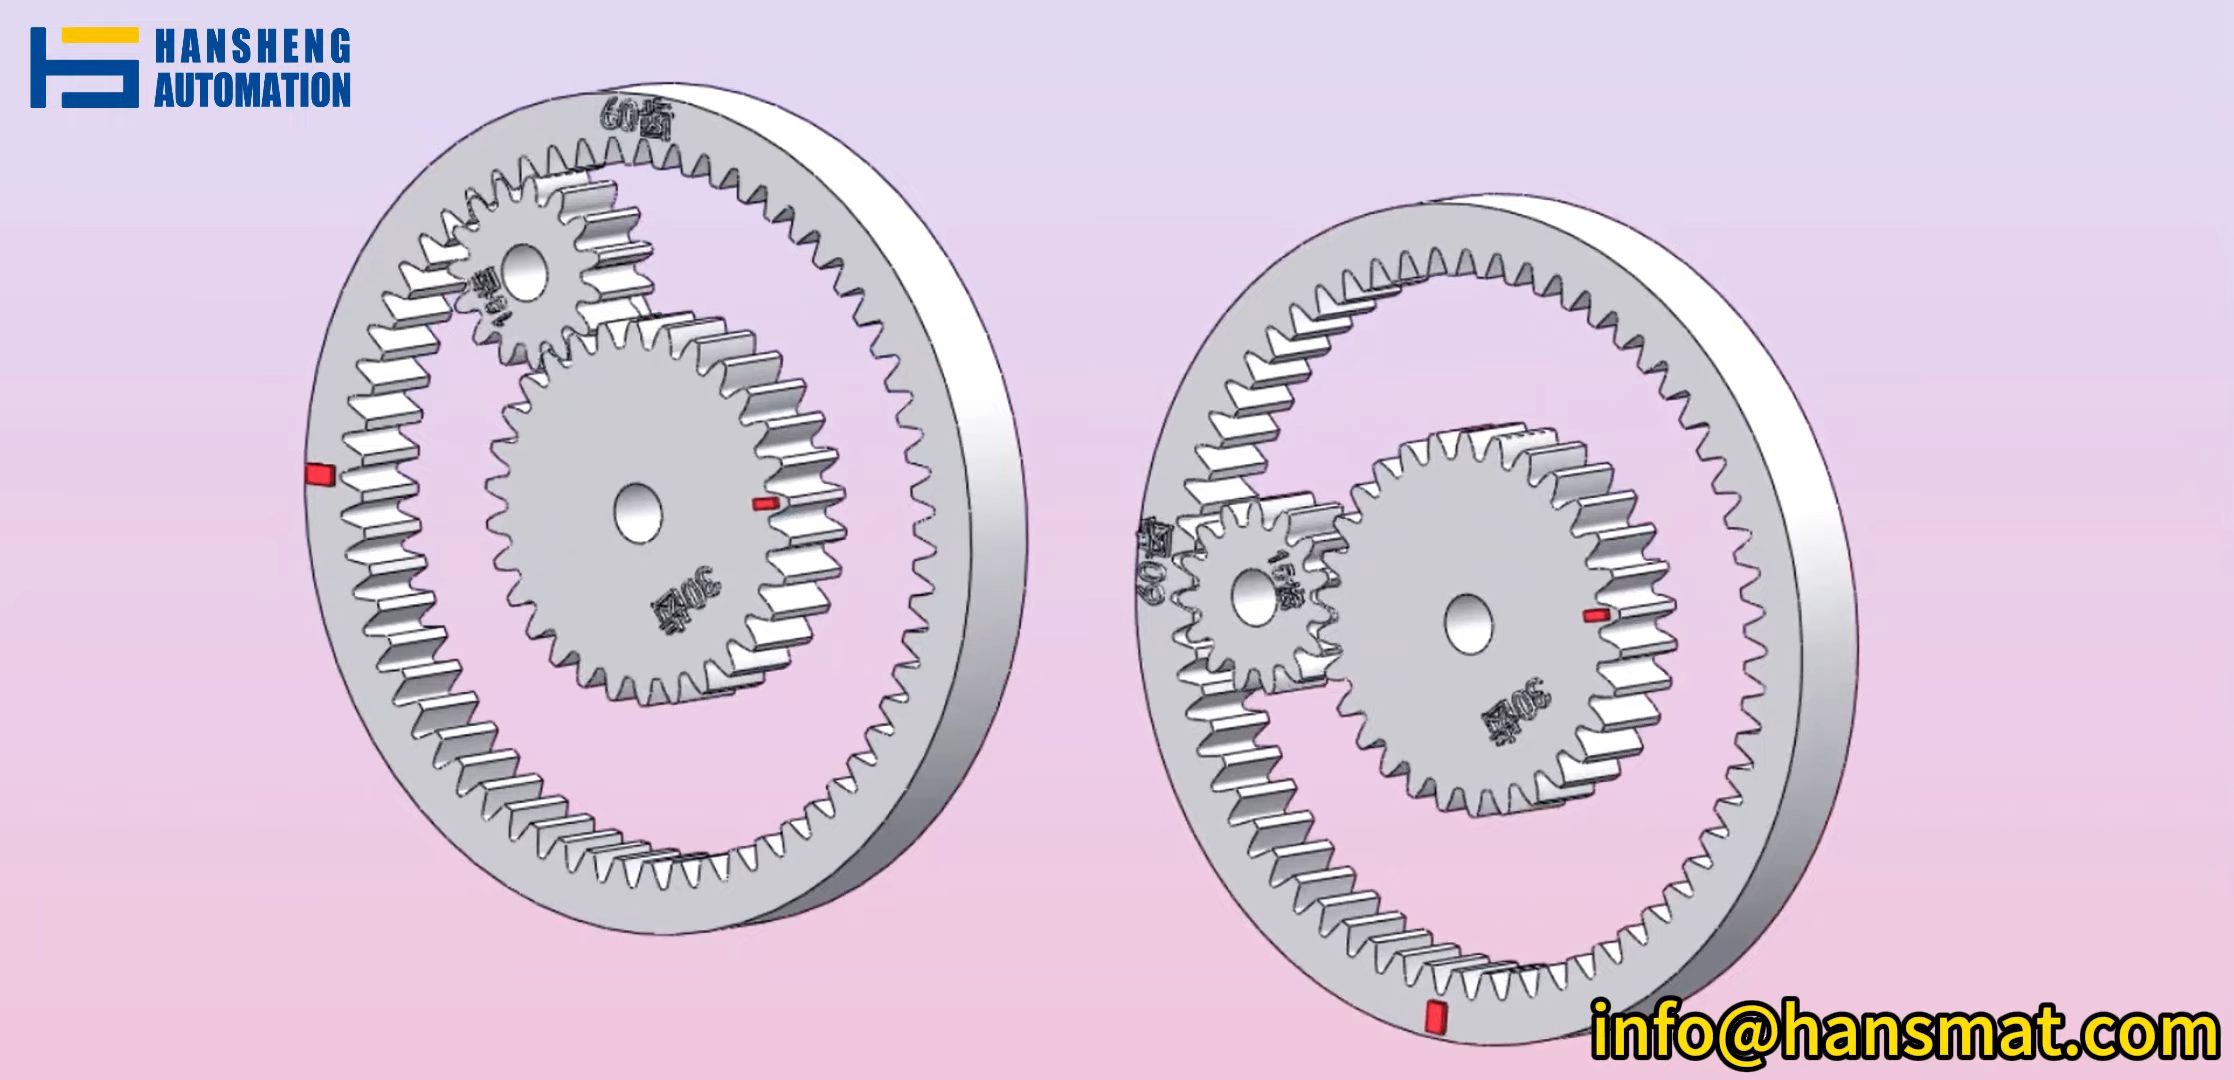 HANSHENG
AUTOMATION
60齿
15齿
30齿
60齿
15齿
30齿
info@hansmat.com